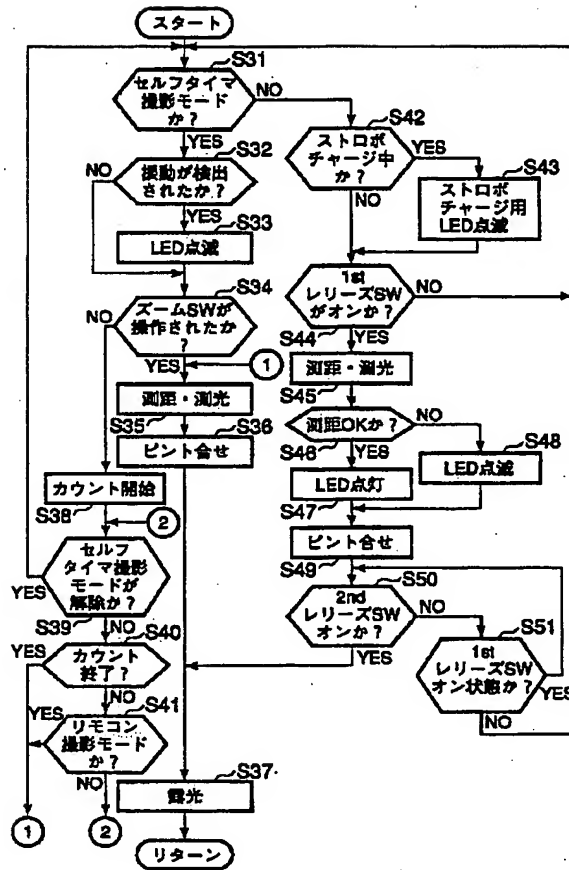 スタート
S31
セルフタイマ
撮影モード
か?
NO
YES
S32
振動が検出
されたか?
NO
YES
S33
LED点滅
S34
ズームSWが
操作されたか
?
NO
YES
①
測距・測光
S35
S36
ピント合せ
カウント開始
S38
②
セルフ
タイマ撮影
モードが
解除か?
YES
S39
NO
S40
カウント
終了?
YES
NO
S41
リモコン
撮影モード
か?
YES
NO
①
②
S37
露光
リターン
S42
ストロボ
チャージ中
か?
YES
NO
S43
ストロボ
チャージ用
LED点滅
1st
レリーズSW
がオンか?
NO
S44
YES
測距・測光
S45
測距OKか?
NO
S46
YES
S48
LED点滅
LED点灯
S47
ピント合せ
S49
S50
2nd
レリーズSW
オンか?
NO
YES
S51
1st
レリーズSW
オン状態か?
YES
NO